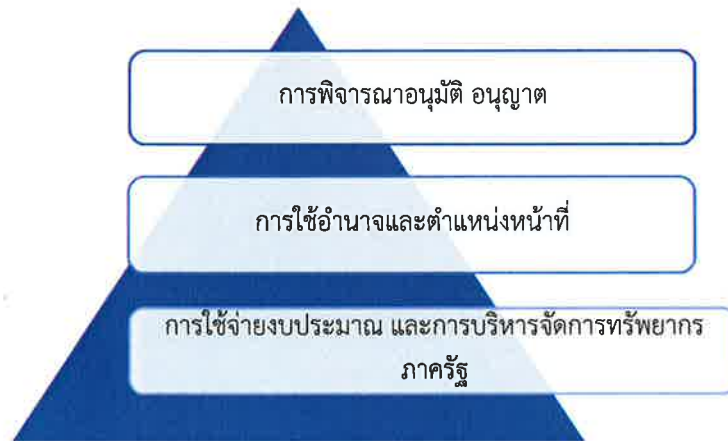 การพิจารณาอนุมัติ อนุญาต
การใช้อำนาจและตำแหน่งหน้าที่
การใช้จ่ายงบประมาณ และการบริหารจัดการทรัพยากร
ภาครัฐ